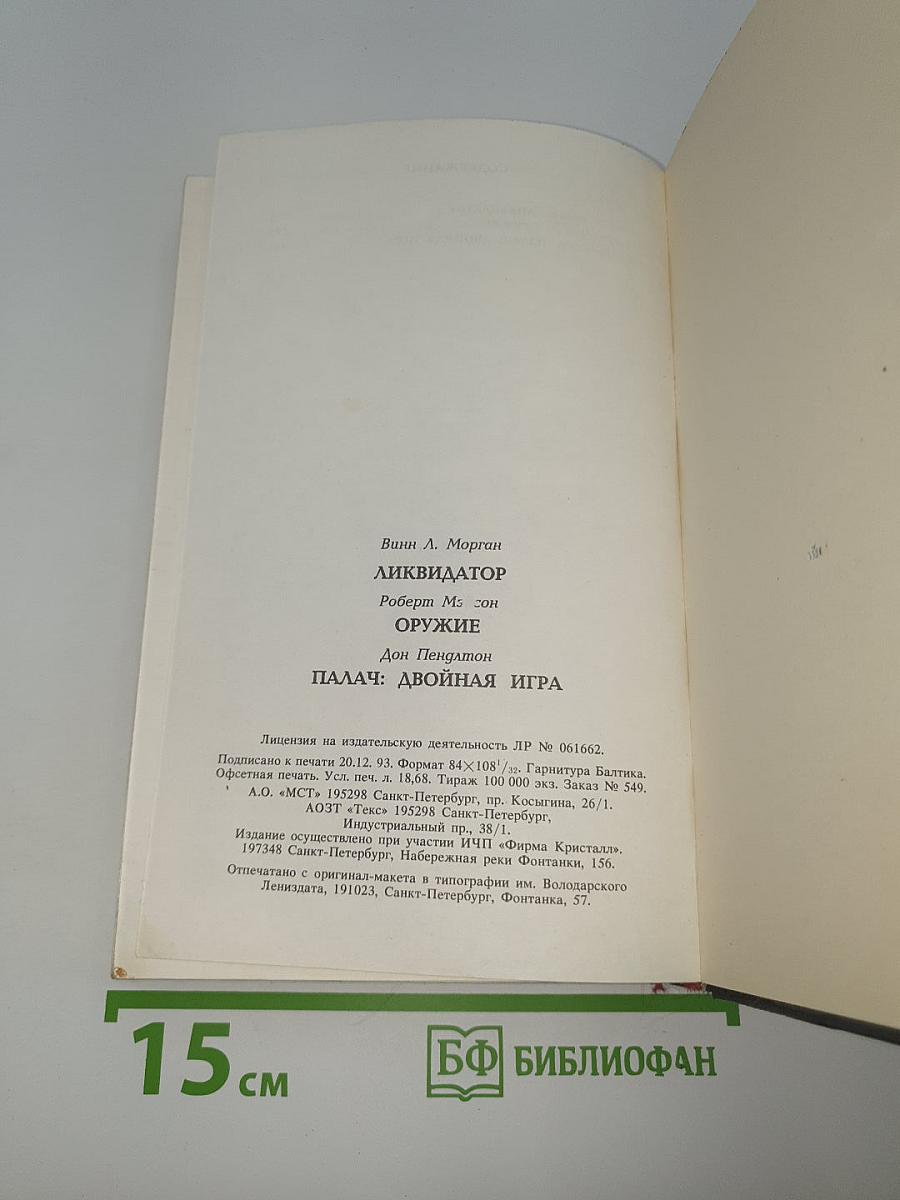 Винн Л. Морган
ЛИКВИДАТОР
Роберт
ОРУЖИЕ
Дон Пендлтон
ПАЛАЧ: ДВОЙНАЯ ИГРА
Лицензия на издательскую деятельность ЛР № 061662.
Подписано к печати 20.12. 93. Формат 84×108¹/₃₂. Гарнитура Балтика.
Офсетная печать. Усл. печ. л. 18,68. Тираж 100 000 экз. Заказ № 549.
А.О. «МСТ» 195298 Санкт-Петербург, пр. Косыгина, 26/1.
АОЗТ «Текс» 195298 Санкт-Петербург,
Индустриальный пр., 38/1.
Издание осуществлено при участии ИЧП «Фирма Кристалл».
197348 Санкт-Петербург, Набережная реки Фонтанки, 156.
Отпечатано с оригинал-макета в типографии им. Володарского
Лениздата, 191023, Санкт-Петербург, Фонтанка, 57.
15 см
БФ БИБЛИОФАН